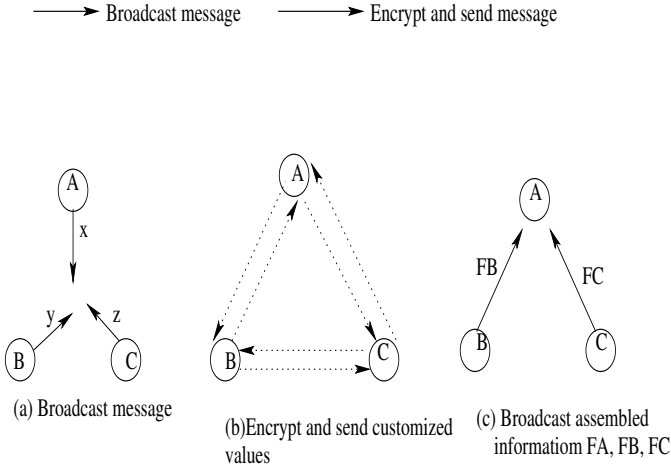 Broadcast message
Encrypt and send message
A
x
y
z
B
C
(a) Broadcast message
A
B
C
(b)Encrypt and send customized
values
A
FB
FC
B
C
(c) Broadcast assembled
informatiom FA, FB, FC